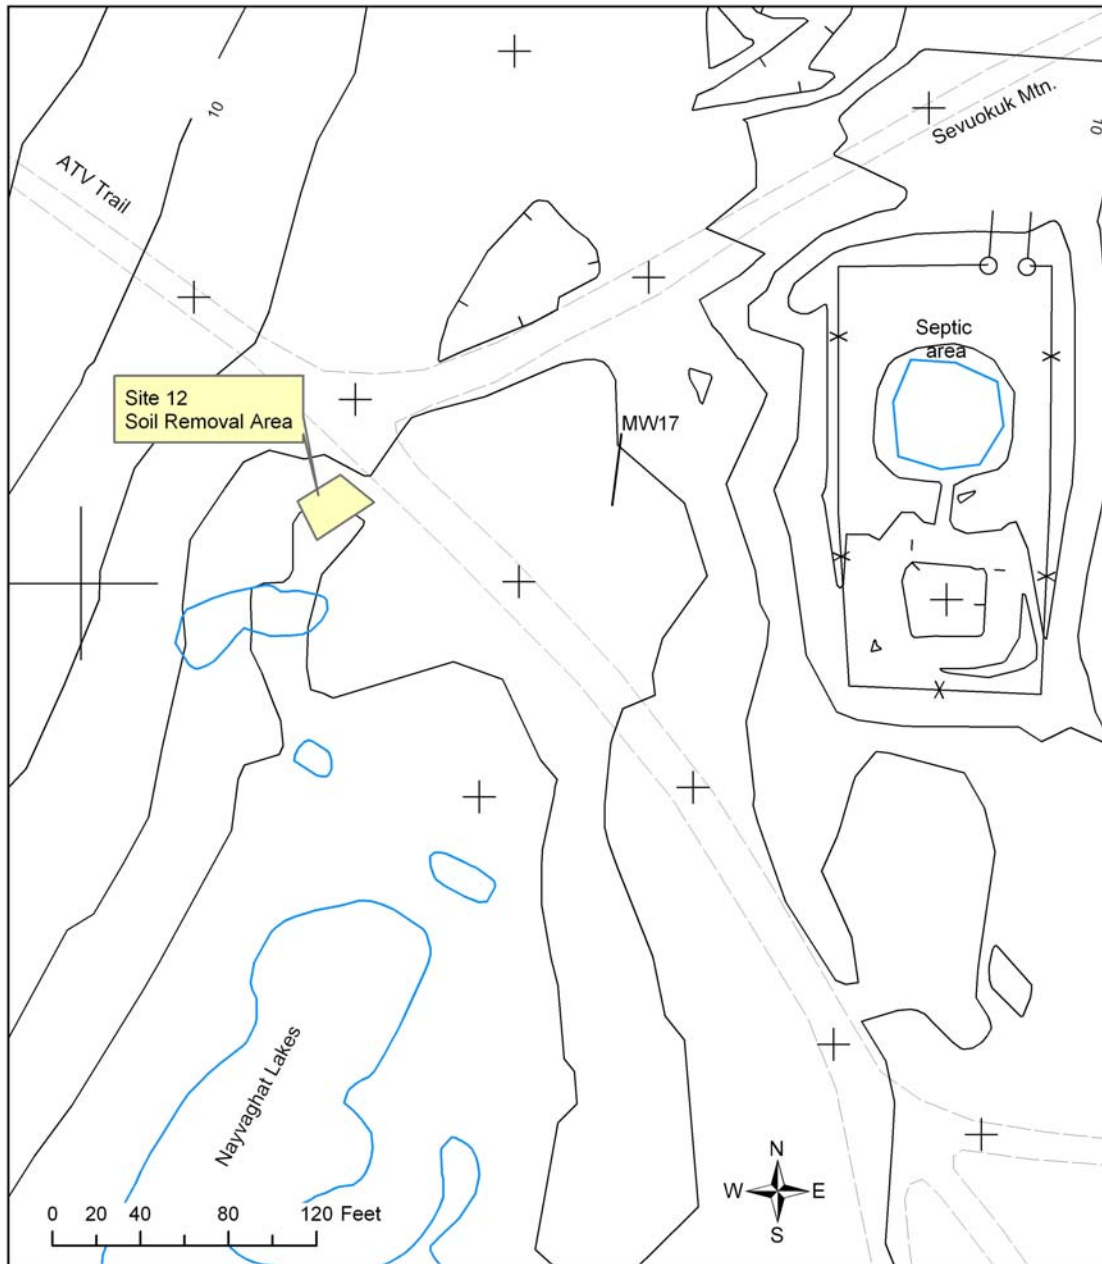 10
ATV Trail
Sevuokuk Mtn.
10
Septic
area
Site 12
Soil Removal Area
MW17
Nayvaghat Lakes
N
W E
S
0 20 40 80 120 Feet